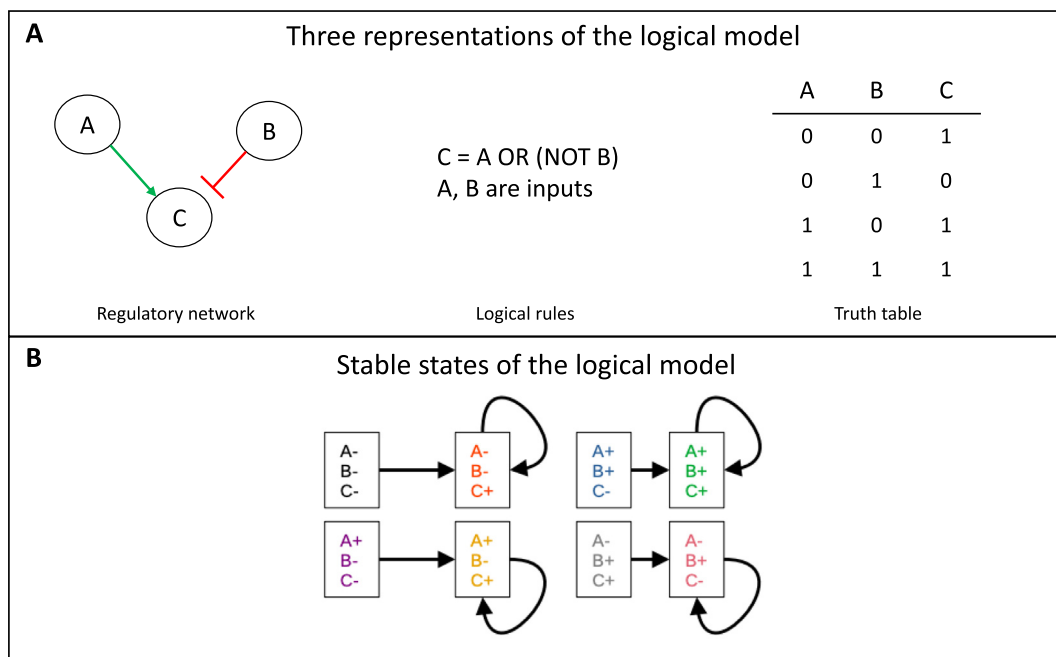 A
Three representations of the logical model
A
B
C
C = A OR (NOT B)
A, B are inputs
A B C
0 0 1
0 1 0
1 0 1
1 1 1
Regulatory network
Logical rules
Truth table
B
Stable states of the logical model
A-
B-
C-
A-
B-
C+
A+
B+
C-
A+
B+
C+
A+
B-
C-
A+
B-
C+
A-
B+
C+
A-
B+
C-